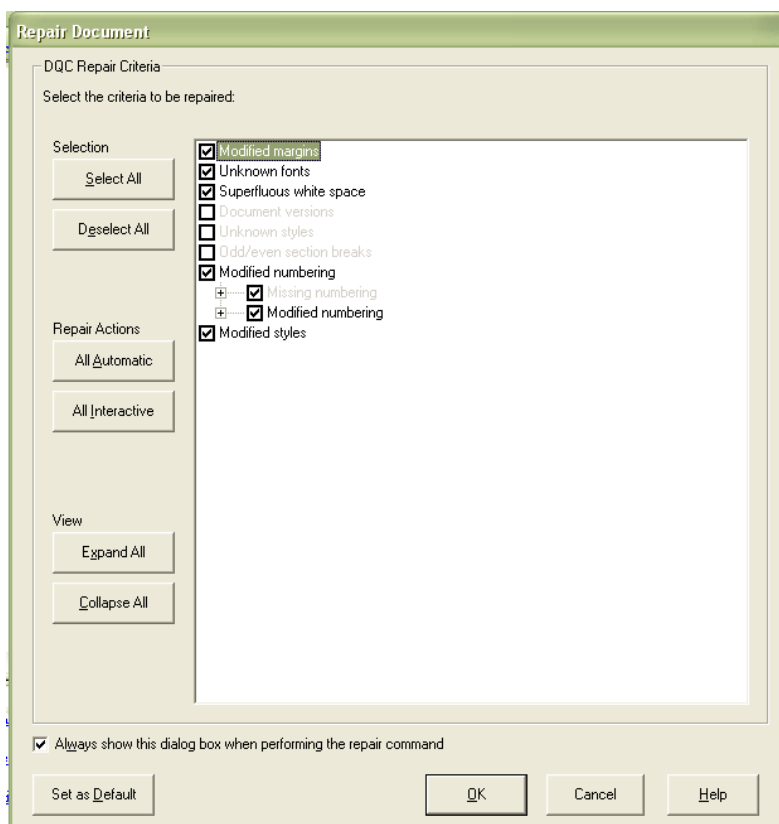 Repair Document
DQC Repair Criteria
Select the criteria to be repaired:
Selection
Select All
Deselect All
Repair Actions
All Automatic
All Interactive
View
Expand All
Collapse All
Modified margins
Unknown fonts
Superfluous white space
Document versions
Unknown styles
Odd/even section breaks
Modified numbering
Missing numbering
Modified numbering
Modified styles
Always show this dialog box when performing the repair command
Set as Default
OK
Cancel
Help